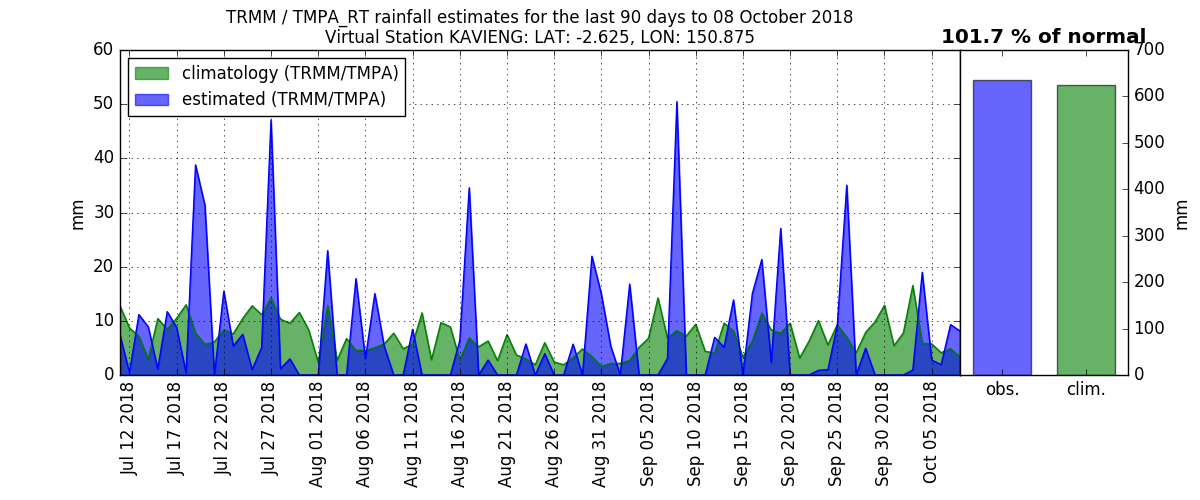 TRMM / TMPA_RT rainfall estimates for the last 90 days to 08 October 2018
Virtual Station KAVIENG: LAT: -2.625, LON: 150.875
101.7 % of normal
climatology (TRMM/TMPA)
estimated (TRMM/TMPA)
mm
60
50
40
30
20
10
0
Jul 12 2018
Jul 17 2018
Jul 22 2018
Jul 27 2018
Aug 01 2018
Aug 06 2018
Aug 11 2018
Aug 16 2018
Aug 21 2018
Aug 26 2018
Aug 31 2018
Sep 05 2018
Sep 10 2018
Sep 15 2018
Sep 20 2018
Sep 25 2018
Sep 30 2018
Oct 05 2018
obs.
clim.
700
600
500
400
300
200
100
0
mm